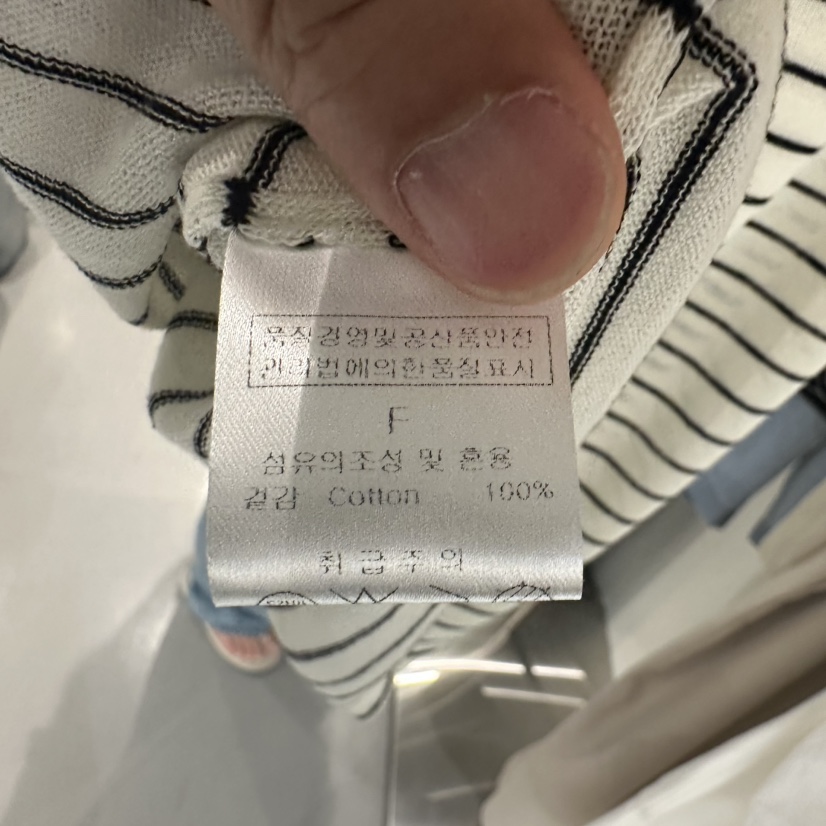 품질경영및공산품안전
관리법에의한품질표시
F
섬유의조성 및 혼용
겉감 Cotton 100%
취급주의